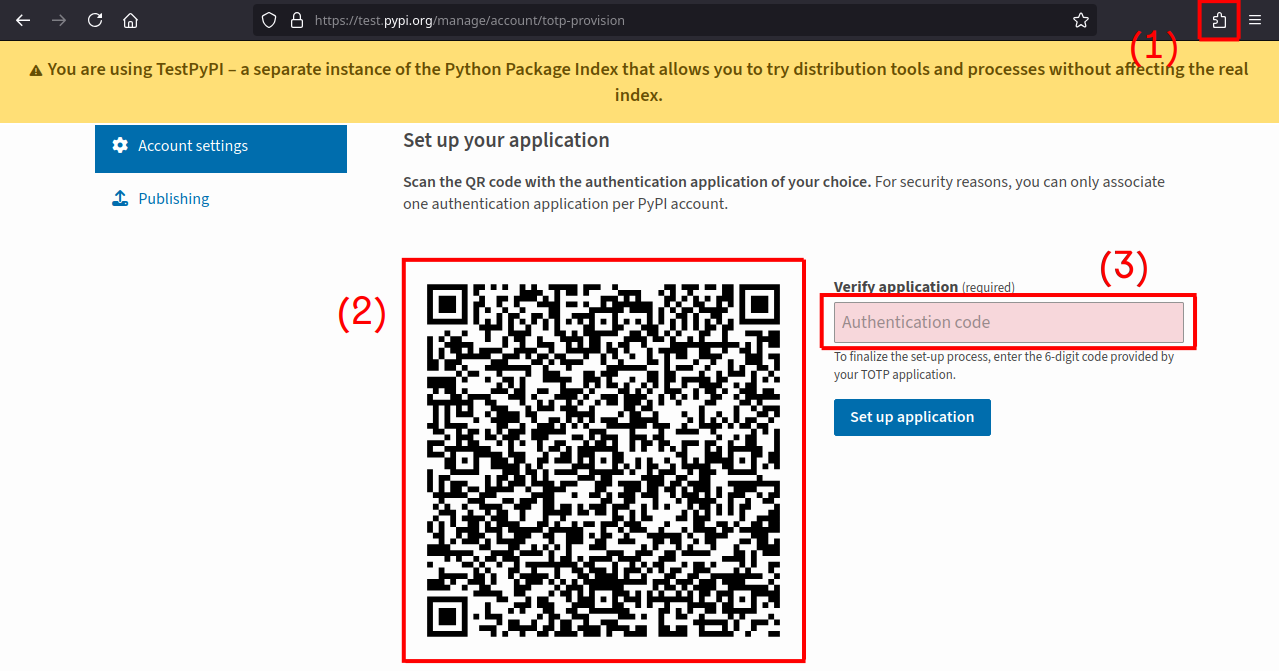 https://test.pypi.org/manage/account/totp-provision
(1)
You are using TestPyPI – a separate instance of the Python Package Index that allows you to try distribution tools and processes without affecting the real
index.
Account settings
Publishing
Set up your application
Scan the QR code with the authentication application of your choice. For security reasons, you can only associate
one authentication application per PyPI account.
(2)
(3)
Verify application (required)
Authentication code
To finalize the set-up process, enter the 6-digit code provided by
your TOTP application.
Set up application